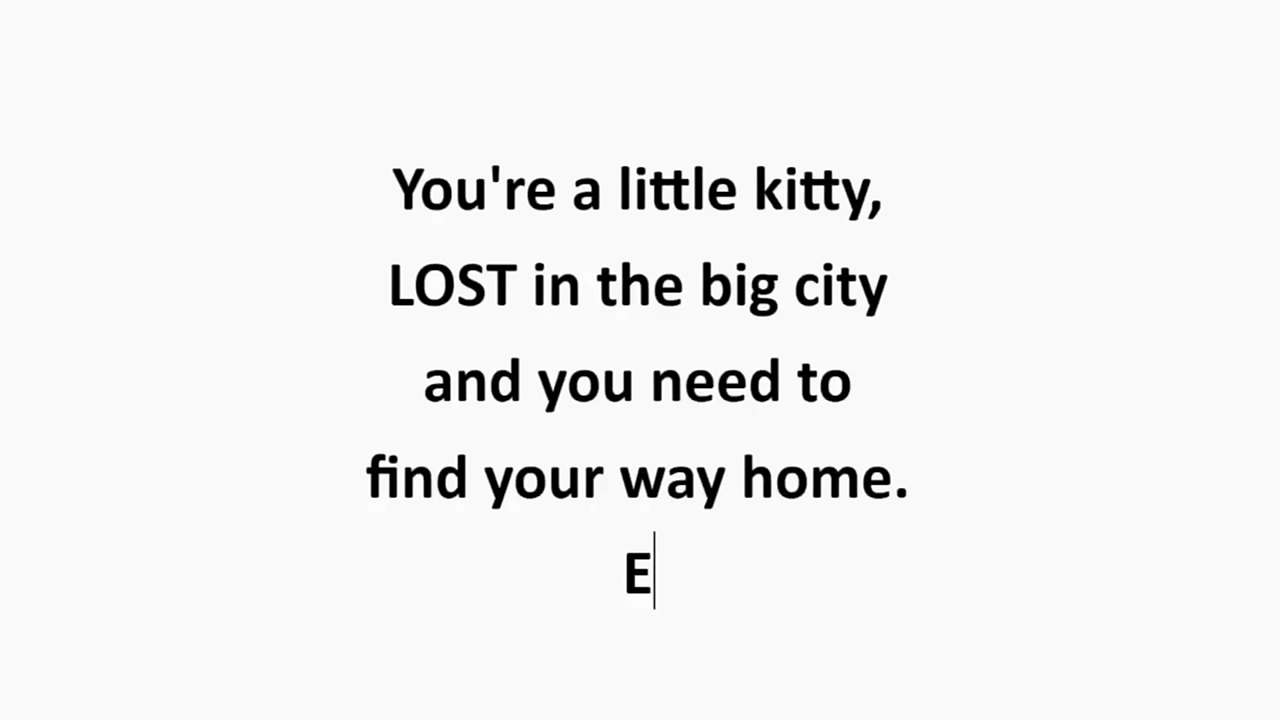 You're a little kitty,
LOST in the big city
and you need to
find your way home.
E